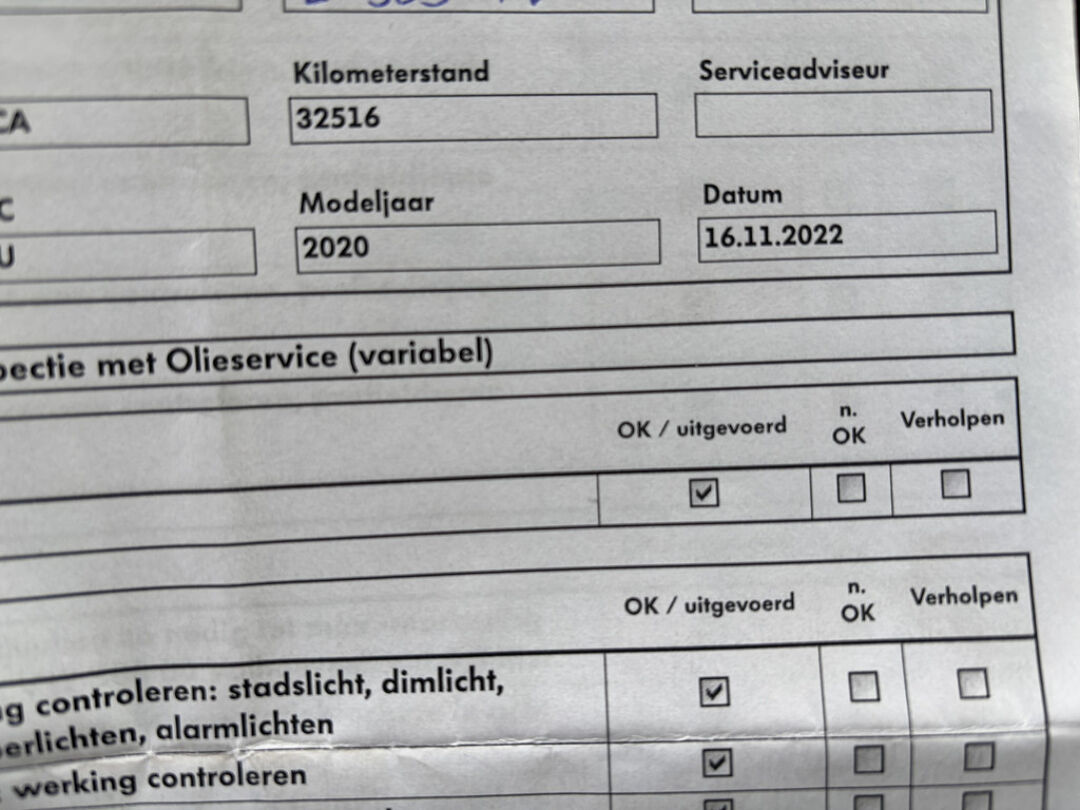 Kilometerstand Serviceadviseur
CA 32516
C Modeljaar Datum
U 2020 16.11.2022
pectie met Olieservice (variabel)
OK / uitgevoerd n. OK Verholpen
OK / uitgevoerd n. OK Verholpen
g controleren: stadslicht, dimlicht,
erlichten, alarmlichten
werking controleren